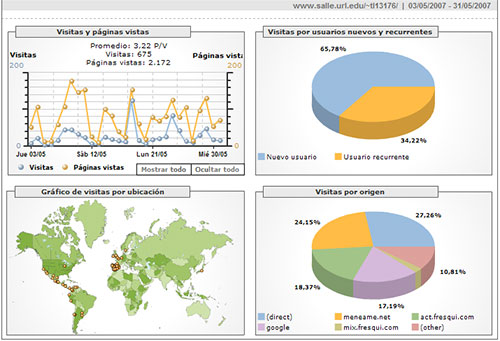 www.salle.url.edu/~tl13176/ | 03/05/2007 - 31/05/2007
Visitas y páginas vistas
Promedio: 3,22 P/V
Visitas: 675
Páginas vistas: 2.172
Visitas
Páginas vist
200
200
Jue 03/05
Sáb 12/05
Lun 21/05
Mié 30/05
Visitas
Páginas vistas
Mostrar todo
Ocultar todo
Visitas por usuarios nuevos y recurrentes
65,78%
34,22%
Nuevo usuario
Usuario recurrente
Gráfico de visitas por ubicación
Visitas por origen
24,15%
27,26%
18,37%
10,81%
17,19%
(direct)
meneame.net
act.fresqui.com
google
mix.fresqui.com
(other)